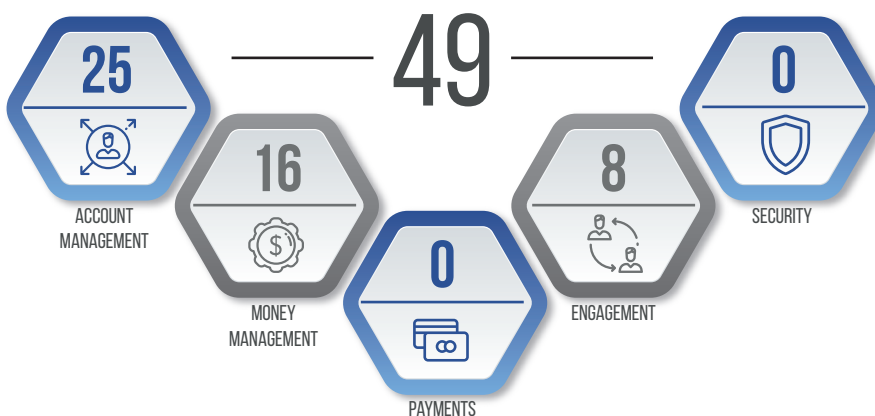 49
25
ACCOUNT
MANAGEMENT
16
$
MONEY
MANAGEMENT
0
PAYMENTS
8
ENGAGEMENT
0
SECURITY